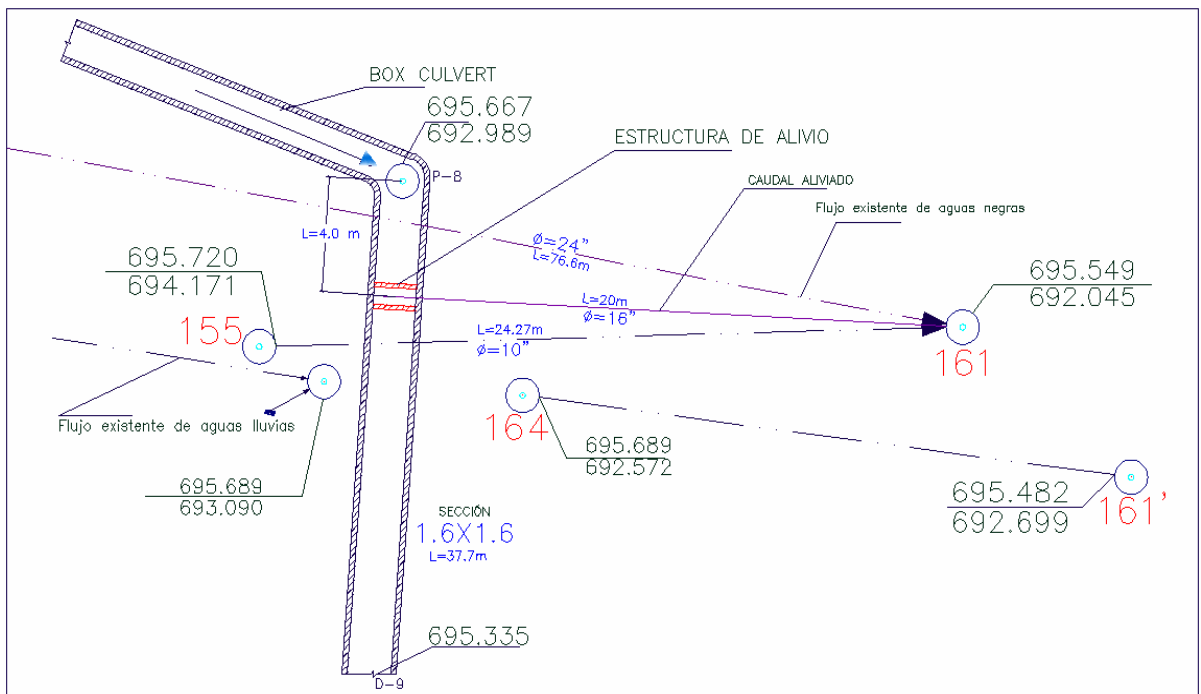 BOX CULVERT
695.667
692.989
ESTRUCTURA DE ALIVIO
P-8
CAUDAL ALIVIADO
Flujo existente de aguas negras
L=4.0 m
Ø=24"
L=76.6m
695.720
694.171
695.549
692.045
155
L=20m
Ø=16"
L=24.27m
Ø=10"
161
Flujo existente de aguas lluvias
164
695.689
692.572
695.689
693.090
695.482
692.699
161'
SECCIÓN
1.6X1.6
L=37.7m
695.335
D-9